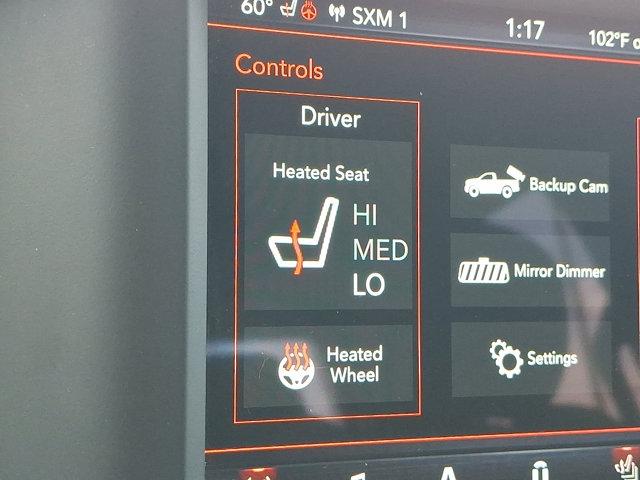 60°
SXM 1
1:17
102°F
Controls
Driver
Heated Seat
HI
MED
LO
Heated
Wheel
Backup Cam
Mirror Dimmer
Settings